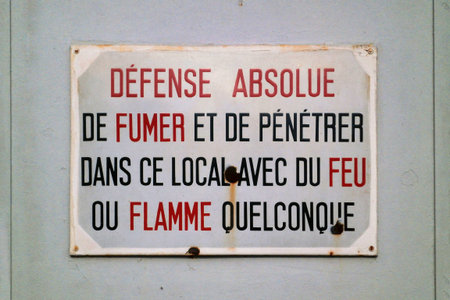 DÉFENSE ABSOLUE
DE FUMER ET DE PÉNÉTRER
DANS CE LOCAL AVEC DU FEU
OU FLAMME QUELCONQUE